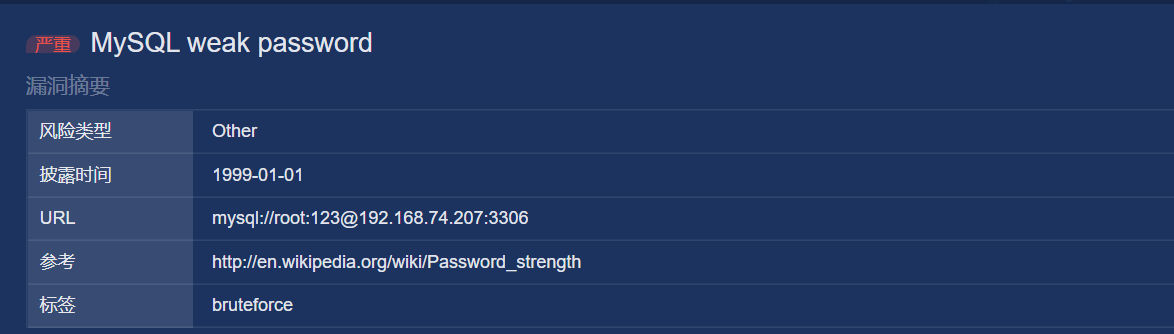 严重 MySQL weak password
漏洞摘要
风险类型 Other
披露时间 1999-01-01
URL mysql://root:123@192.168.74.207:3306
参考 http://en.wikipedia.org/wiki/Password_strength
标签 bruteforce